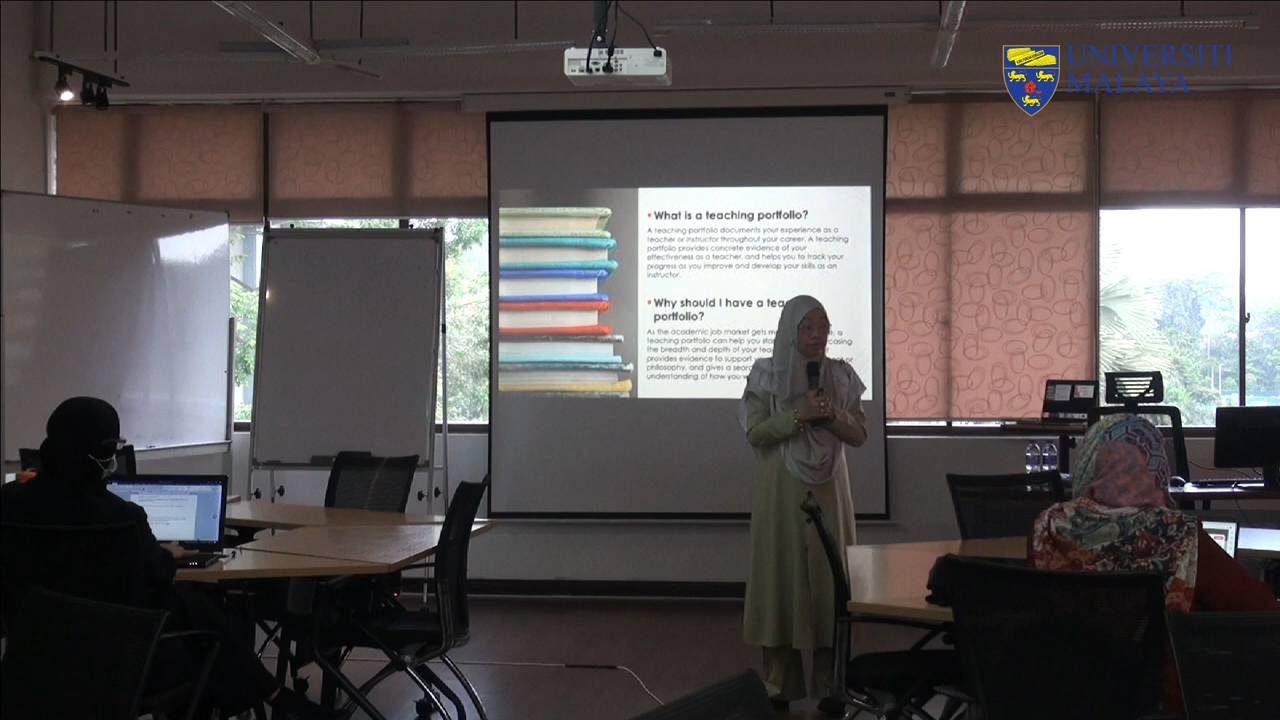 UNIVERSITI
MALAYA
What is a teaching portfolio?
A teaching portfolio documents your experience as a
teacher or instructor throughout your career. A teaching
portfolio provides concrete evidence of your
effectiveness as a teacher, and helps you to track your
progress as you improve and develop your skills as an
instructor.
Why should I have a
portfolio?
As the academic job market gets
teaching portfolio can help you
the breadth and depth of your
provides evidence to support
philosophy, and gives a
understanding of how you